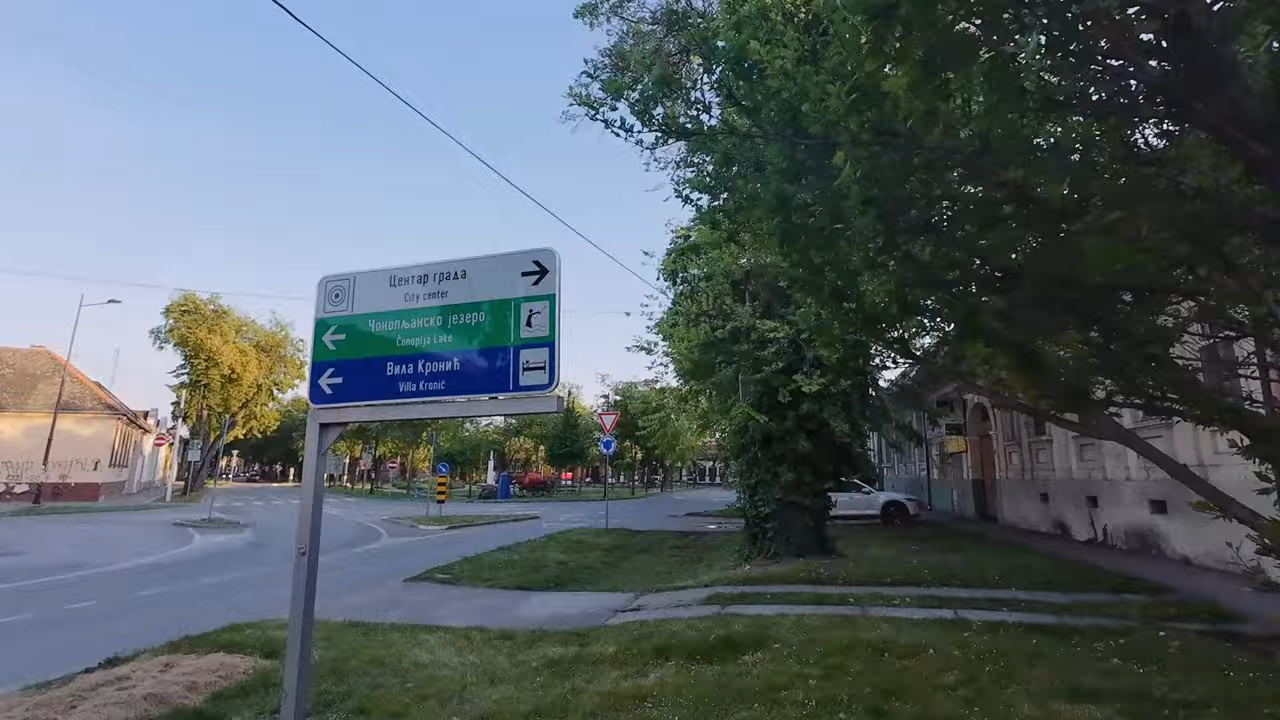 Центар града
City center
Чонопљанско језеро
Čonoplja Lake
Вила Кронић
Villa Kronić